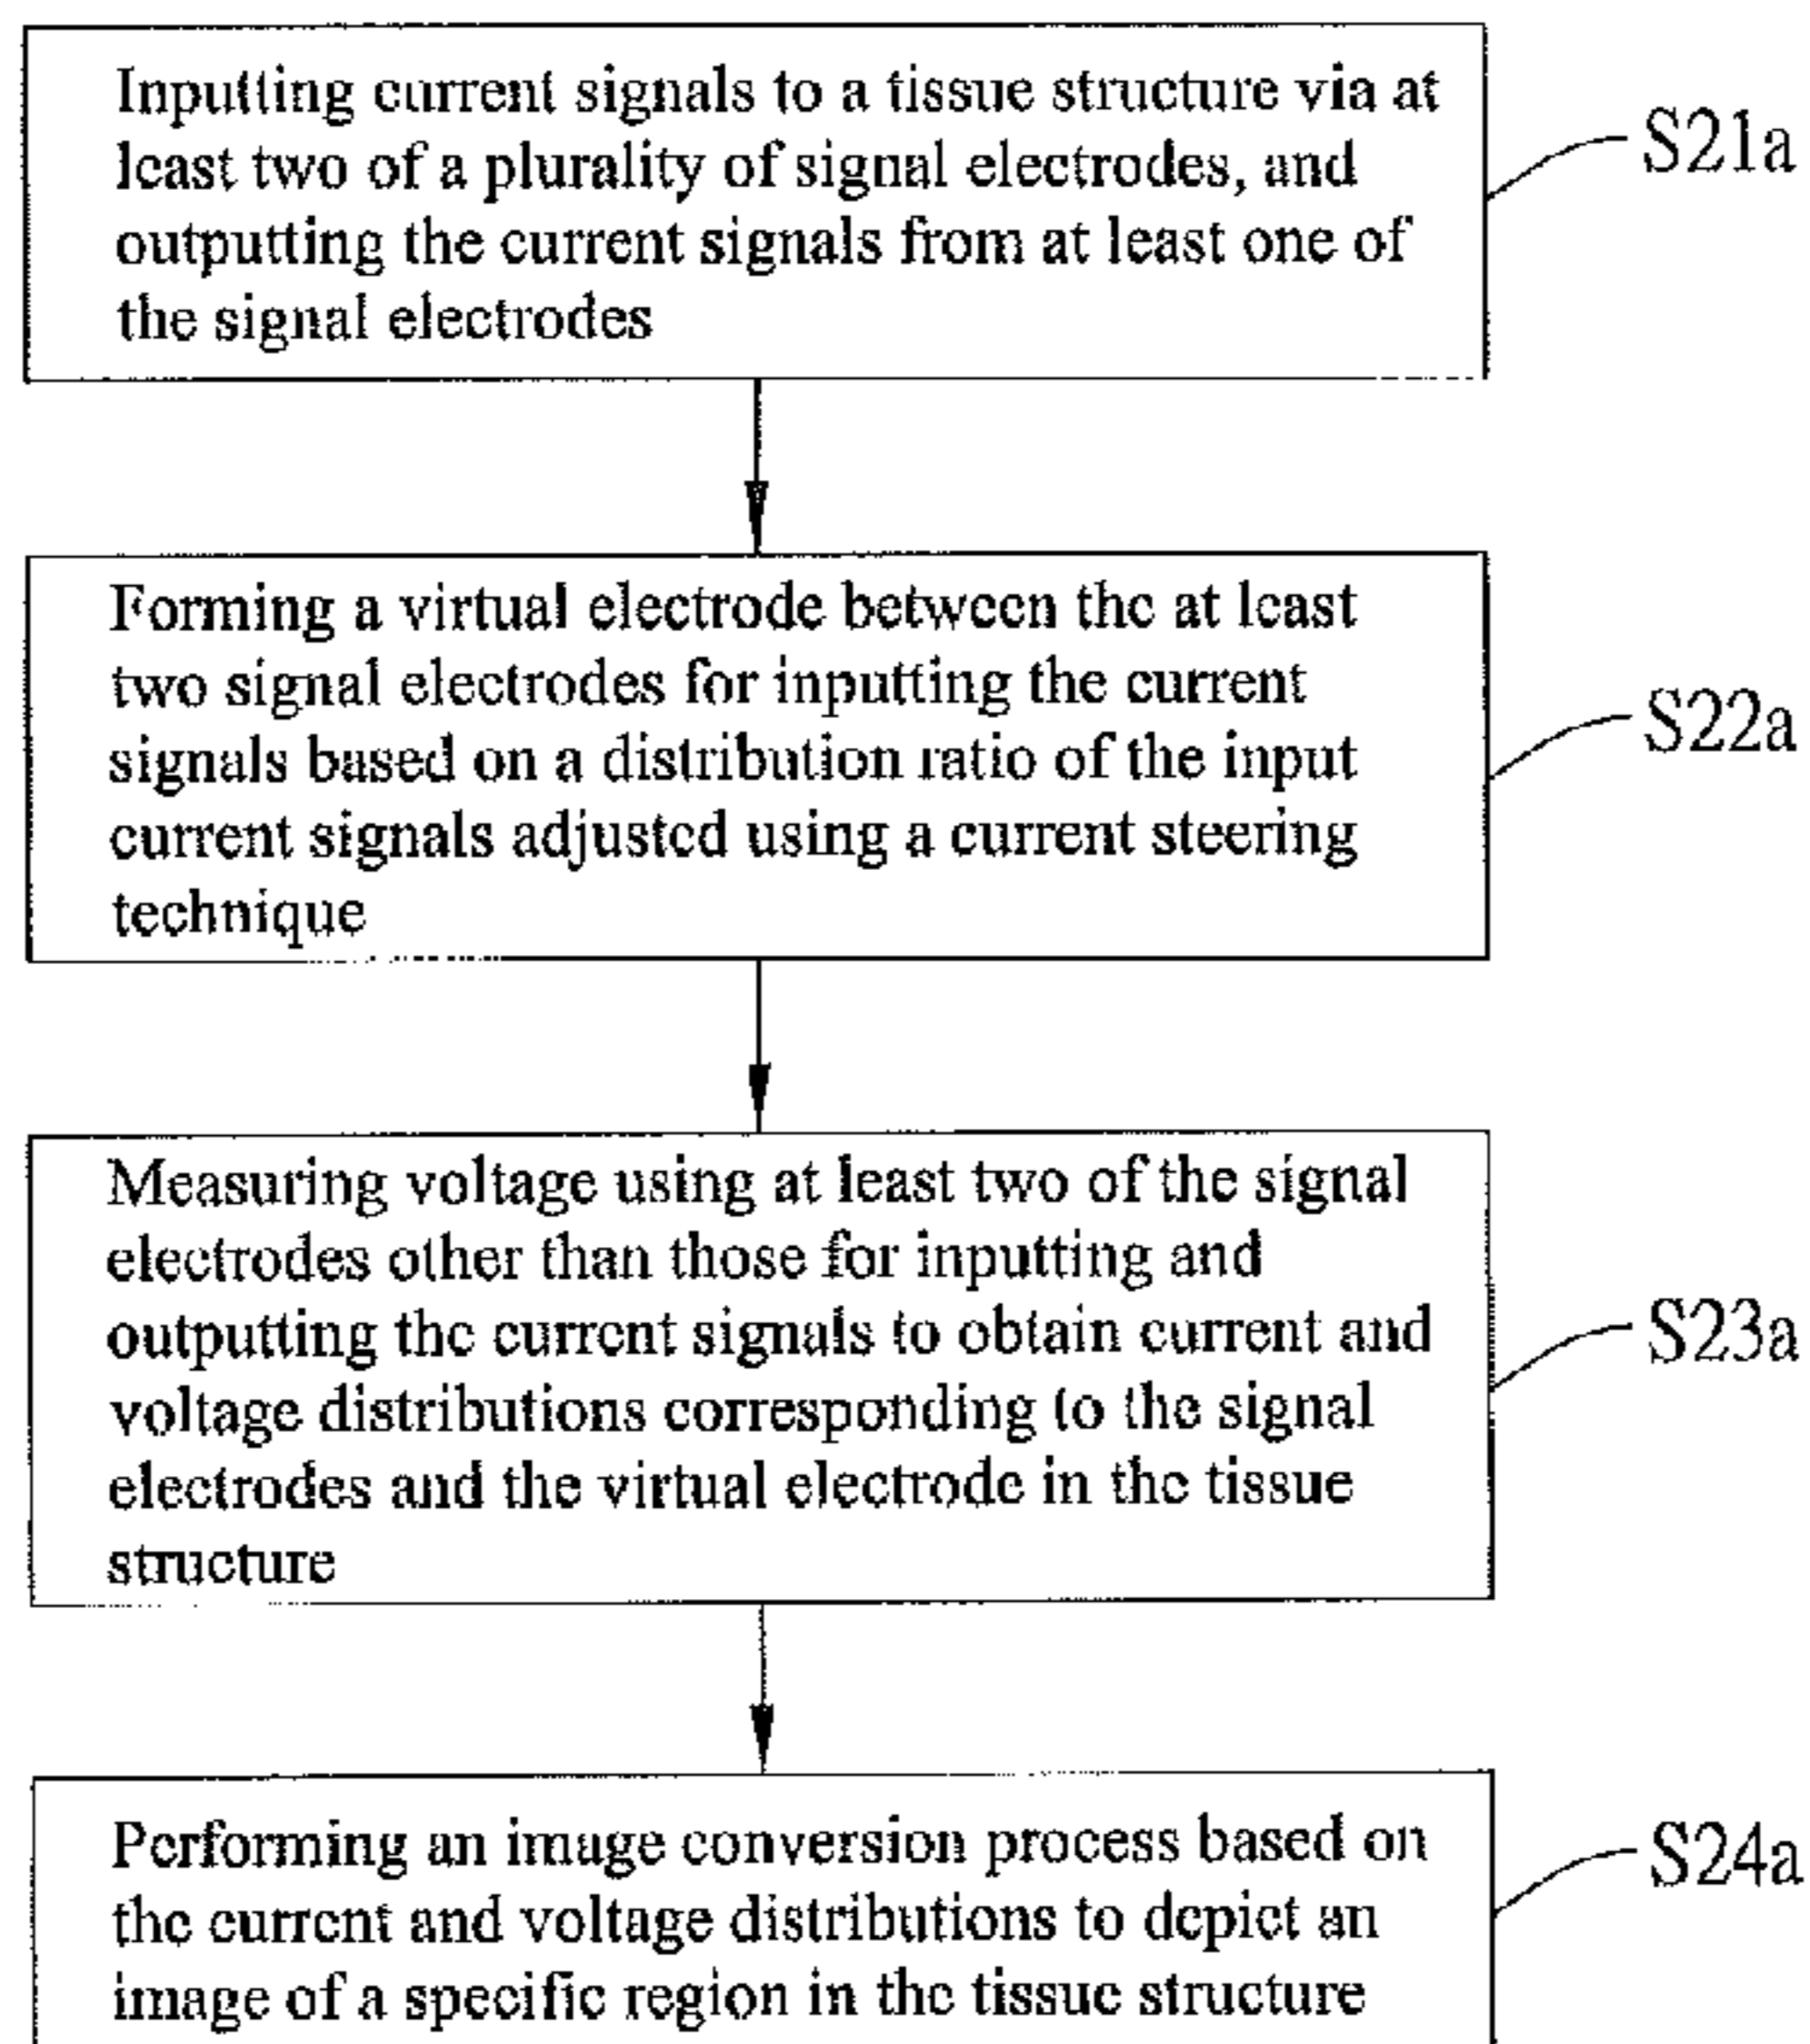 Inputting current signals to a tissue structure via at
least two of a plurality of signal electrodes, and
outputting the current signals from at least one of
the signal electrodes
S21a
Forming a virtual electrode between the at least
two signal electrodes for inputting the current
signals based on a distribution ratio of the input
current signals adjusted using a current steering
technique
S22a
Measuring voltage using at least two of the signal
electrodes other than those for inputting and
outputting the current signals to obtain current and
voltage distributions corresponding to the signal
electrodes and the virtual electrode in the tissue
structure
S23a
Performing an image conversion process based on
the current and voltage distributions to depict an
image of a specific region in the tissue structure
S24a